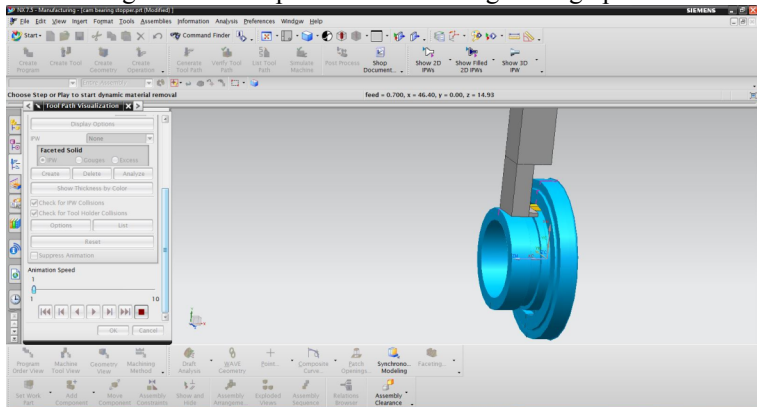 NX 7.5 - Manufacturing - [cam bearing stopper.prt (Modified) ]
SIEMENS
File Edit View Insert Format Tools Assemblies Information Analysis Preferences Window Help
Start Command Finder
Create Program Create Tool Create Geometry Create Operation Generate Tool Path Verify Tool Path List Tool Path Simulate Machine Post Process Shop Document... Show 2D IPWs Show Filled 2D IPWs Show 3D IPW
Choose Step or Play to start dynamic material removal
feed = 0.700, x = 46.40, y = 0.00, z = 14.93
Tool Path Visualization
Display Options
IPW None
Faceted Solid
IPW Gouges Excess
Create Delete Analyze
Show Thickness by Color
Check for IPW Collisions
Check for Tool Holder Collisions
Options List
Reset
Suppress Animation
Animation Speed
1
1 10
OK Cancel
Program Order View Machine Tool View Geometry View Machining Method Draft Analysis WAVE Geometry Point... Composite Curve... Patch Openings... Synchrono... Modeling Faceting...
Set Work Part Add Component Move Component Assembly Constraints Show and Hide Assembly Arrangeme... Exploded Views Assembly Sequence Relations Browser Assembly Clearance